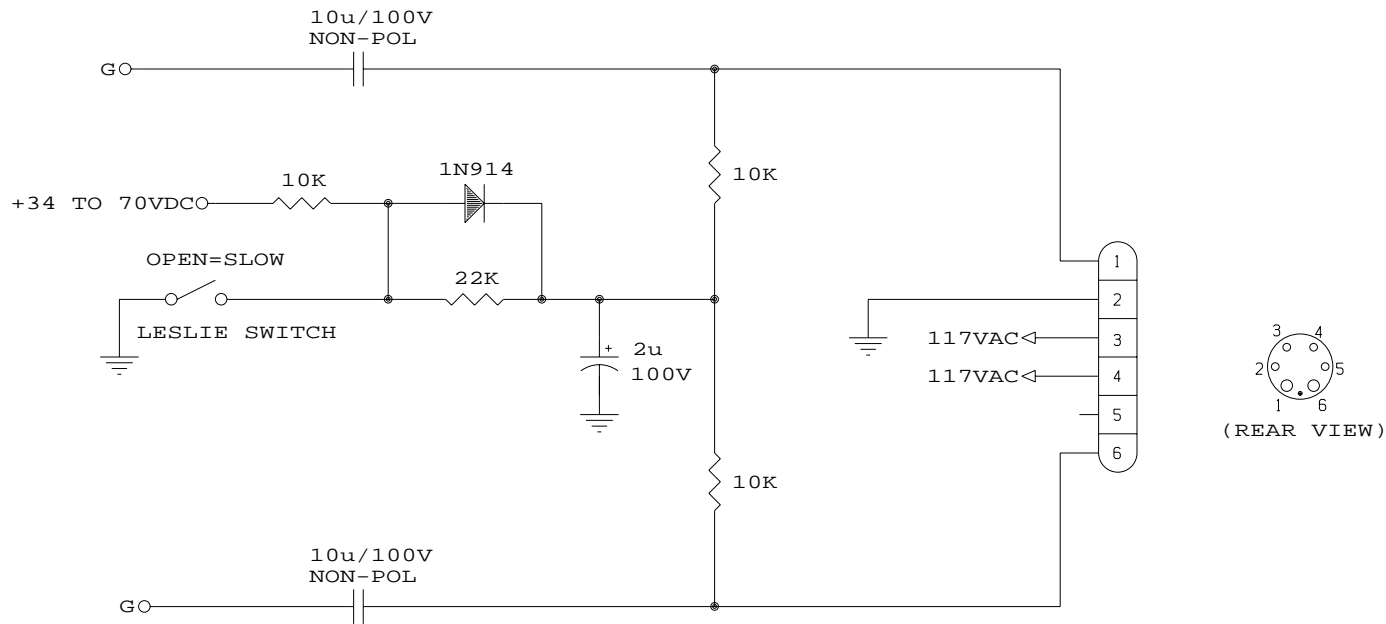 10u/100V
NON-POL
G
10K
1N914
10K
+34 TO 70VDC
OPEN=SLOW
22K
LESLIE SWITCH
+
2u
100V
1
2
117VAC
3
117VAC
4
5
6
3
4
2
5
1
6
(REAR VIEW)
10K
10u/100V
NON-POL
G